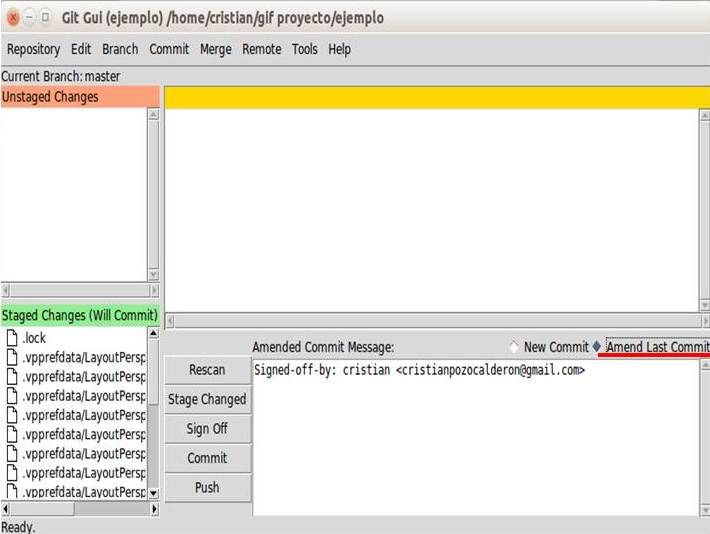 Git Gui (ejemplo) /home/cristian/gif proyecto/ejemplo
Repository Edit Branch Commit Merge Remote Tools Help
Current Branch: master
Unstaged Changes
Staged Changes (Will Commit)
.lock
.vpprefdata/LayoutPersp
.vpprefdata/LayoutPersp
.vpprefdata/LayoutPersp
.vpprefdata/LayoutPersp
.vpprefdata/LayoutPersp
.vpprefdata/LayoutPersp
.vpprefdata/LayoutPersp
.vpprefdata/LayoutPersp
Amended Commit Message: New Commit Amend Last Commit
Rescan
Stage Changed
Sign Off
Commit
Push
Signed-off-by: cristian <cristianpozocalderon@gmail.com>
Ready.